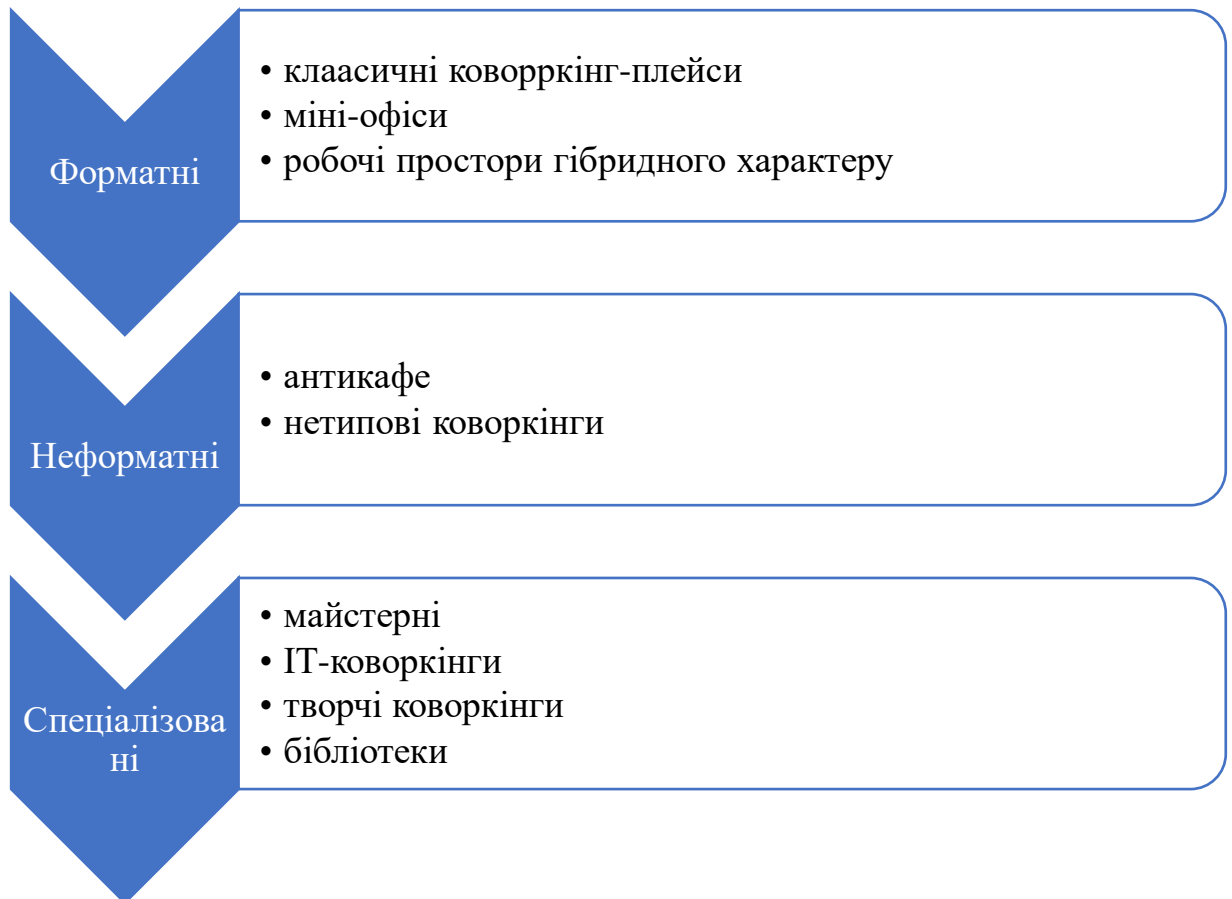 Форматні
• клаасичні коворркінг-плейси
• міні-офіси
• робочі простори гібридного характеру
Неформатні
• антикафе
• нетипові коворкінги
Спеціалізова
ні
• майстерні
• ІТ-коворкінги
• творчі коворкінги
• бібліотеки